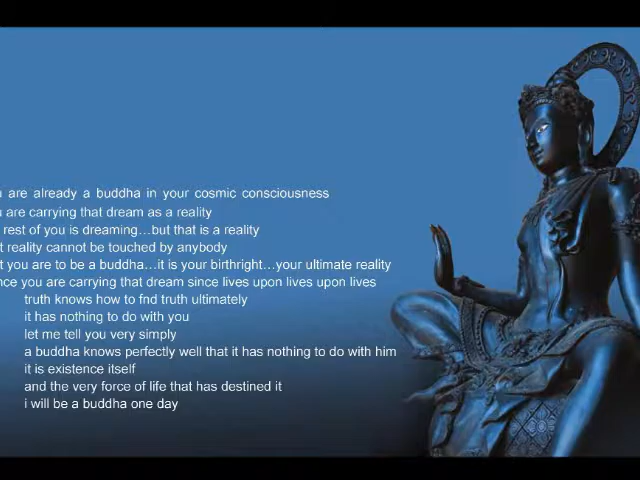 are already a buddha in your cosmic consciousness
are carrying that dream as a reality
rest of you is dreaming...but that is a reality
reality cannot be touched by anybody
you are to be a buddha...it is your birthright...your ultimate reality
you are carrying that dream since lives upon lives upon lives
truth knows how to fnd truth ultimately
it has nothing to do with you
let me tell you very simply
a buddha knows perfectly well that it has nothing to do with him
it is existence itself
and the very force of life that has destined it
i will be a buddha one day